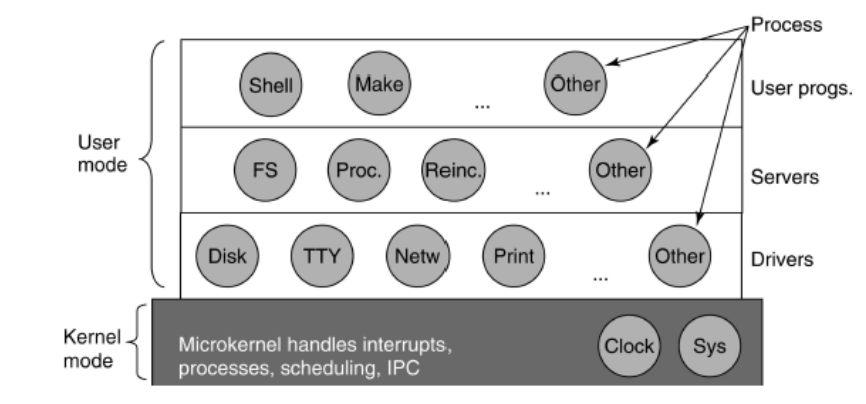 Process
Shell
Make
...
Other
User progs.
User
mode
FS
Proc.
Reinc.
...
Other
Servers
Disk
TTY
Netw
Print
...
Other
Drivers
Kernel
mode
Microkernel handles interrupts,
processes, scheduling, IPC
Clock
Sys